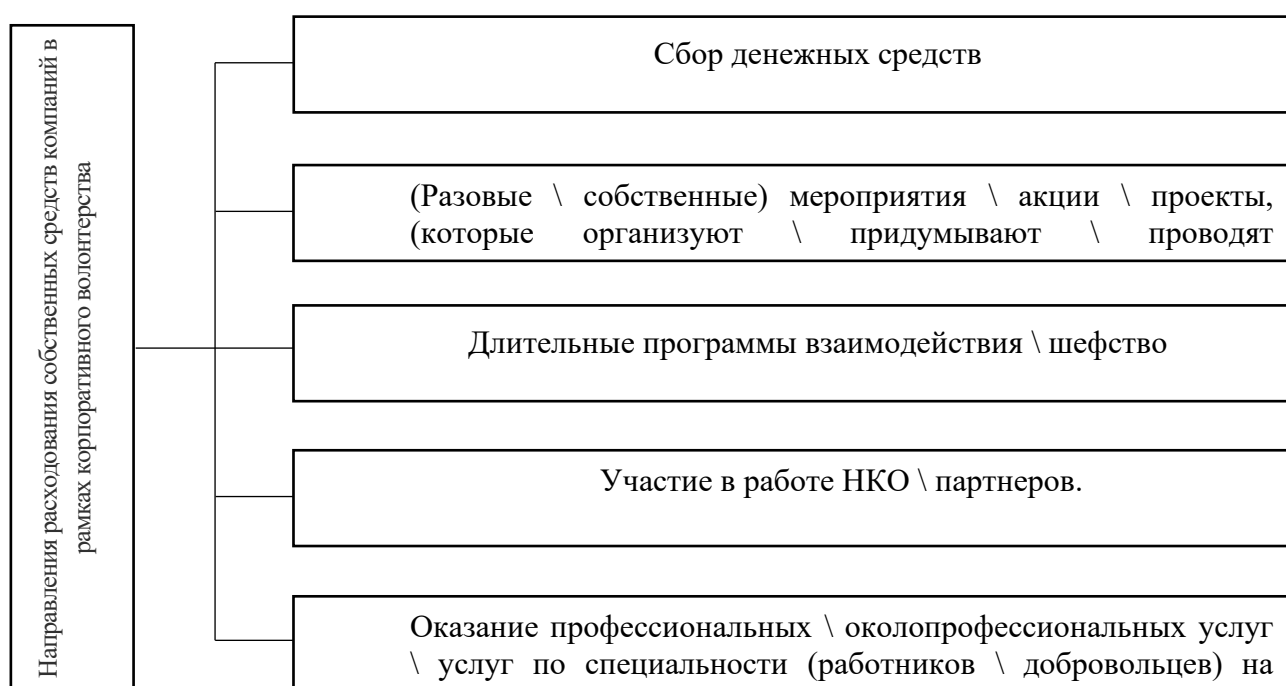 Направления расходования собственных средств компаний в
рамках корпоративного волонтерства
Сбор денежных средств
(Разовые \ собственные) мероприятия \ акции \ проекты,
(которые организуют \ придумывают \ проводят
Длительные программы взаимодействия \ шефство
Участие в работе НКО \ партнеров.
Оказание профессиональных \ околопрофессиональных услуг
\ услуг по специальности (работников \ добровольцев) на